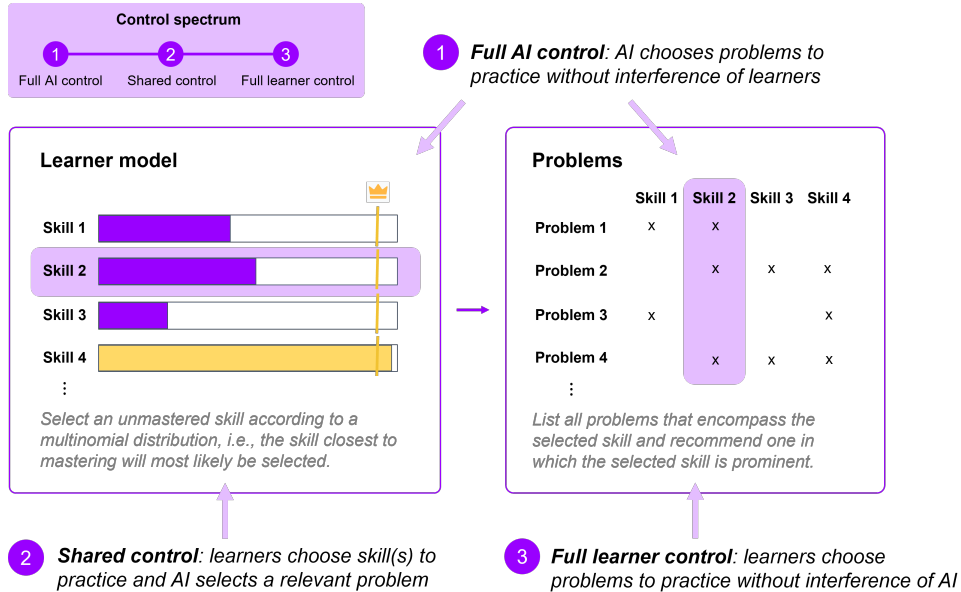 Control spectrum
1 2 3
Full AI control Shared control Full learner control
1 Full AI control: AI chooses problems to
practice without interference of learners
Learner model
Skill 1
Skill 2
Skill 3
Skill 4
⋮
Select an unmastered skill according to a
multinomial distribution, i.e., the skill closest to
mastering will most likely be selected.
Problems
Skill 1 Skill 2 Skill 3 Skill 4
Problem 1 x x
Problem 2 x x x
Problem 3 x x
Problem 4 x x x
⋮
List all problems that encompass the
selected skill and recommend one in
which the selected skill is prominent.
2 Shared control: learners choose skill(s) to
practice and AI selects a relevant problem
3 Full learner control: learners choose
problems to practice without interference of AI